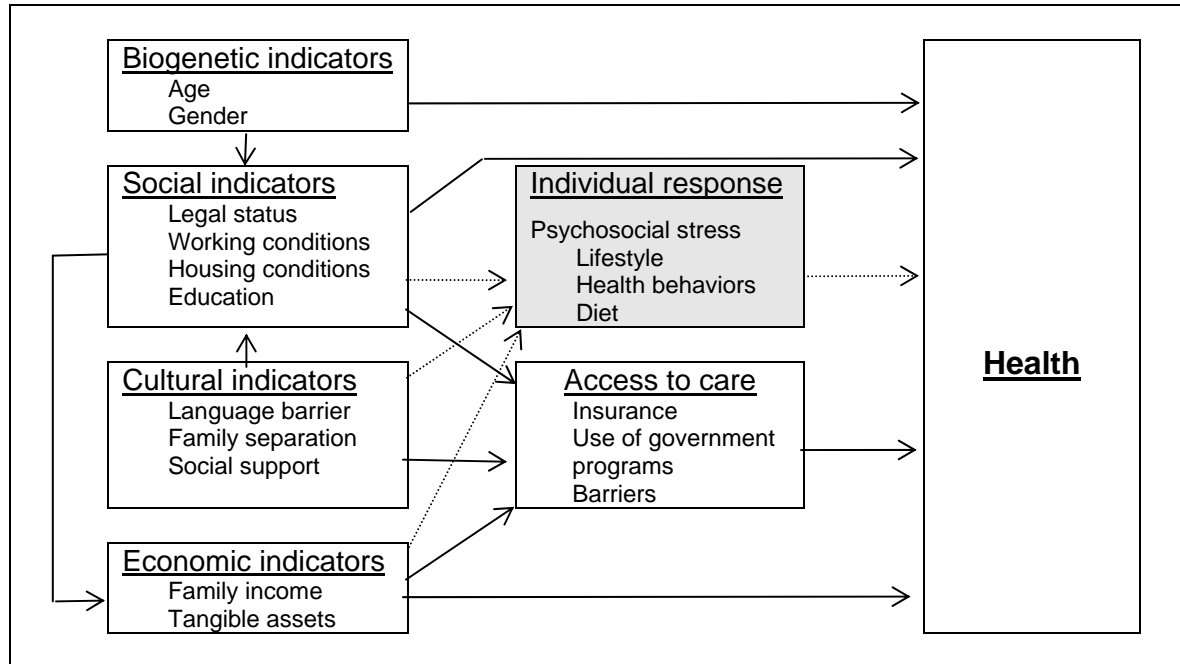 Biogenetic indicators
Age
Gender
Social indicators
Legal status
Working conditions
Housing conditions
Education
Cultural indicators
Language barrier
Family separation
Social support
Economic indicators
Family income
Tangible assets
Individual response
Psychosocial stress
Lifestyle
Health behaviors
Diet
Access to care
Insurance
Use of government
programs
Barriers
Health